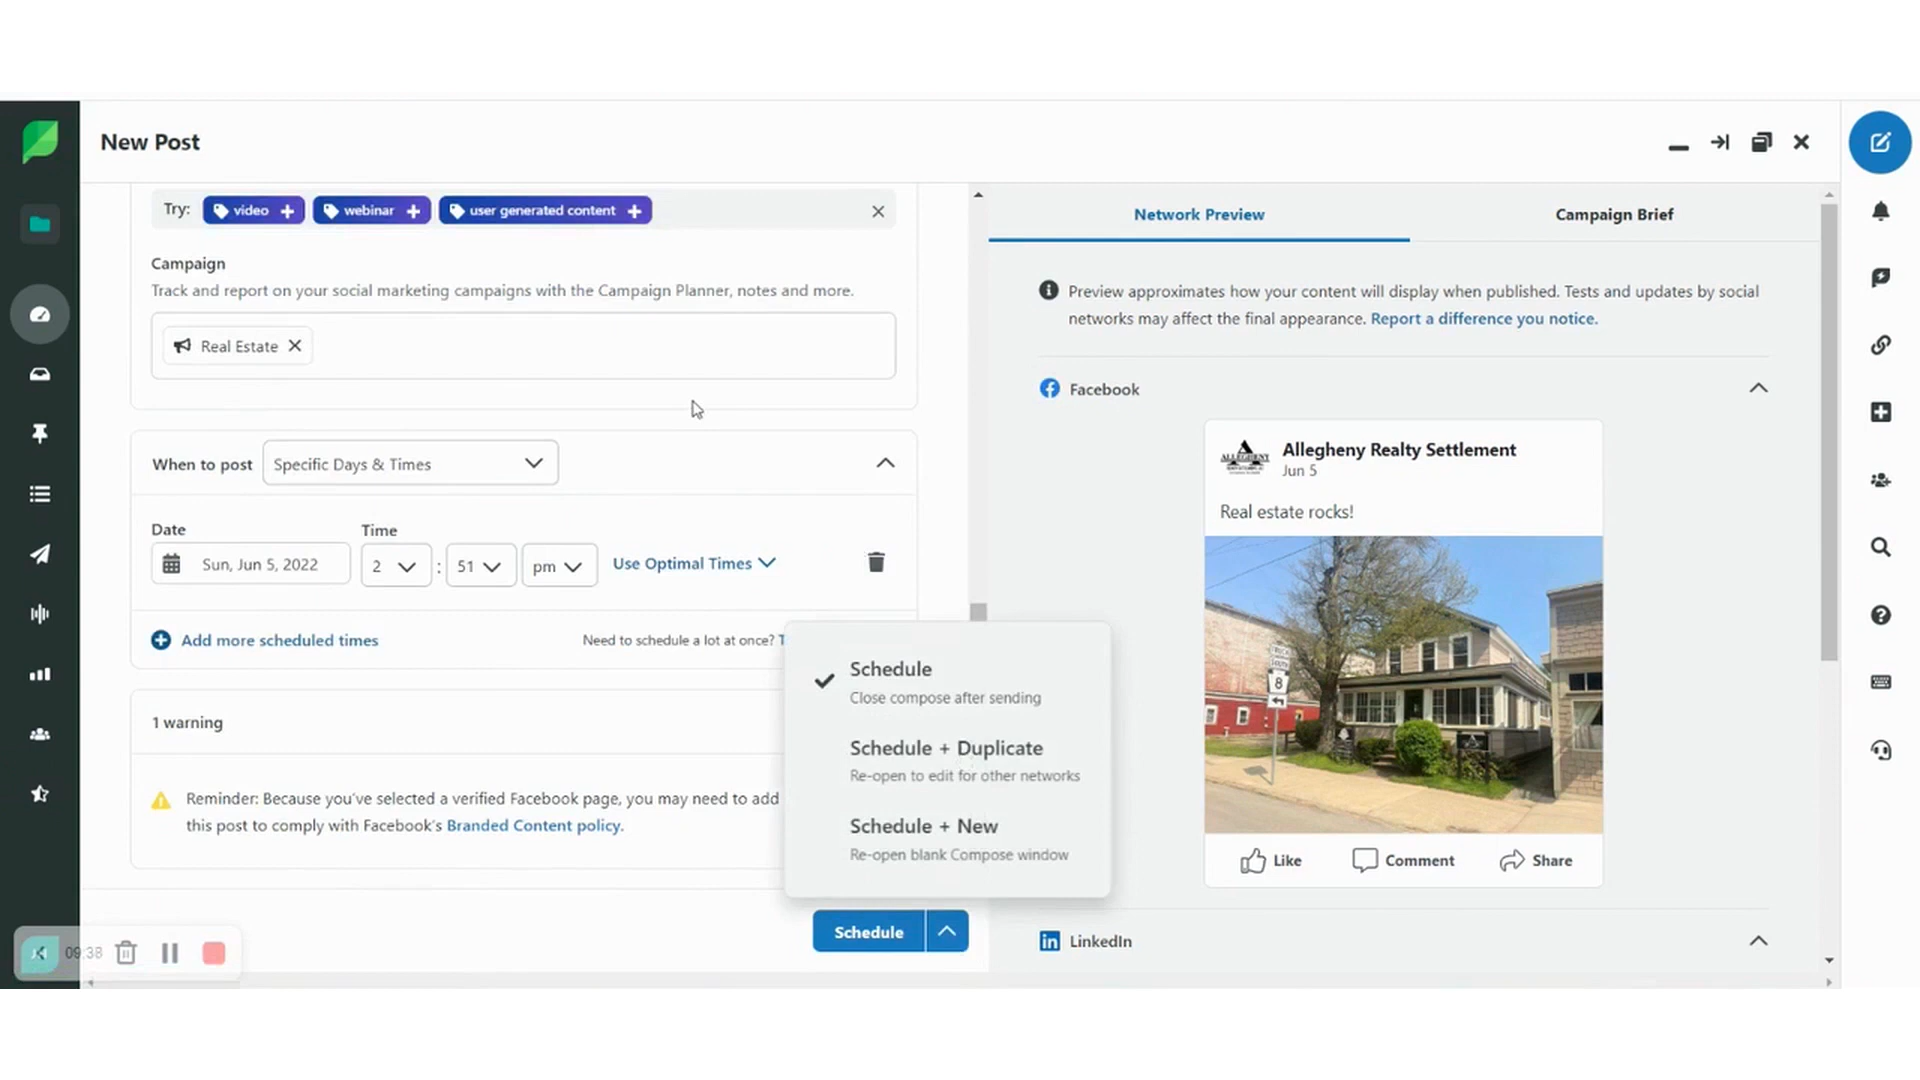 New Post
Try: video + webinar + user generated content +
Campaign
Track and report on your social marketing campaigns with the Campaign Planner, notes and more.
Real Estate
When to post Specific Days & Times
Date Time
Sun, Jun 5, 2022 2 : 51 pm Use Optimal Times
Add more scheduled times Need to schedule a lot at once? T
1 warning
Reminder: Because you've selected a verified Facebook page, you may need to add
this post to comply with Facebook's Branded Content policy.
Schedule
Close compose after sending
Schedule + Duplicate
Re-open to edit for other networks
Schedule + New
Re-open blank Compose window
Schedule
09:38
Network Preview Campaign Brief
Preview approximates how your content will display when published. Tests and updates by social
networks may affect the final appearance. Report a difference you notice.
Facebook
ALLEGHENY
Allegheny Realty Settlement
Jun 5
Real estate rocks!
TRUCK
SOUTH
8
Like Comment Share
LinkedIn